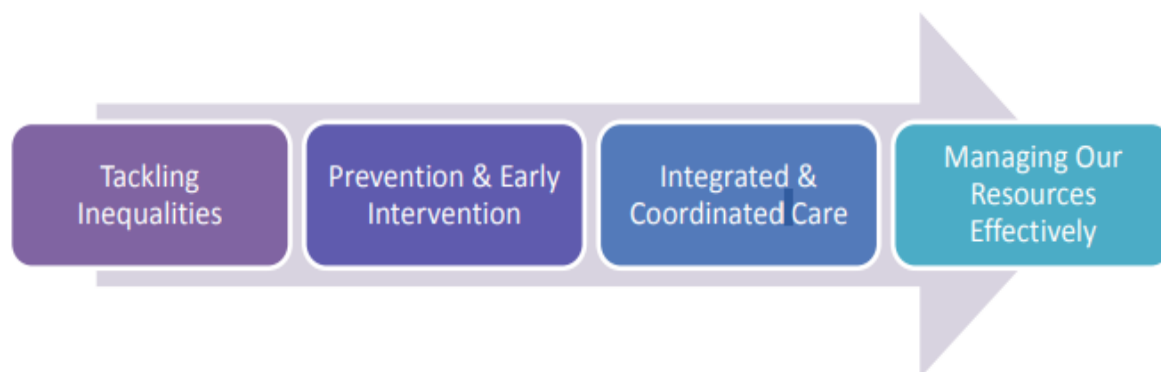 Tackling
Inequalities
Prevention & Early
Intervention
Integrated &
Coordinated Care
Managing Our
Resources
Effectively